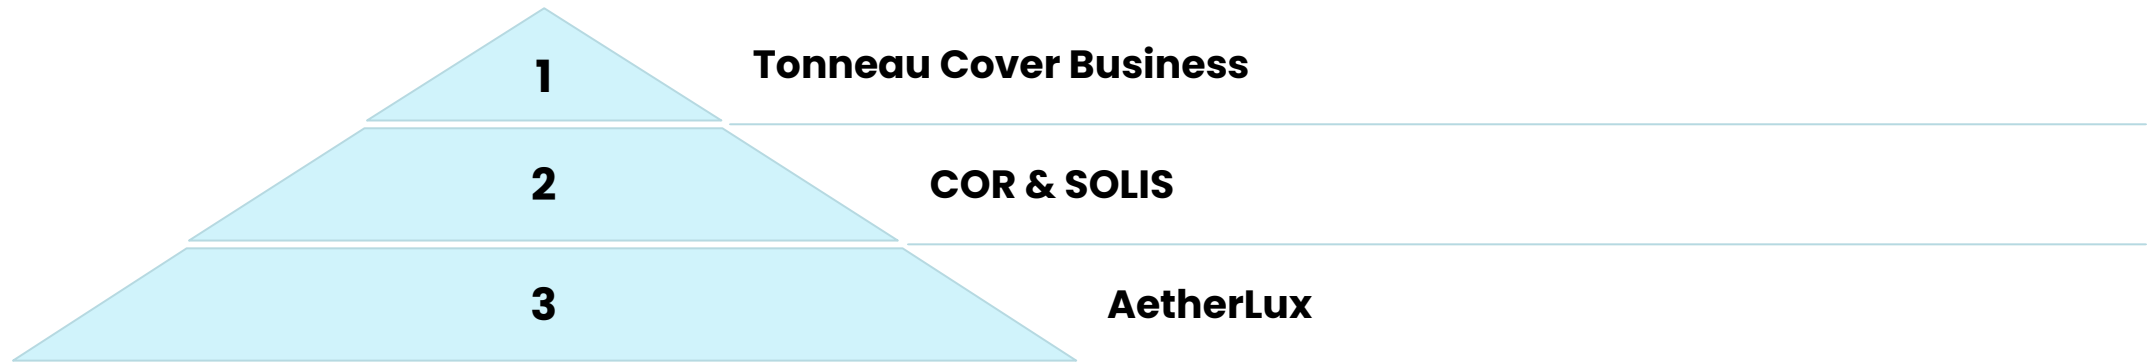 1
Tonneau Cover Business
2
COR & SOLIS
3
AetherLux